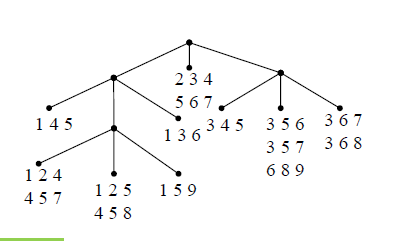 2 3 4
5 6 7
1 4 5
1 3 6
3 4 5
3 5 6
3 5 7
6 8 9
3 6 7
3 6 8
1 2 4
4 5 7
1 2 5
4 5 8
1 5 9